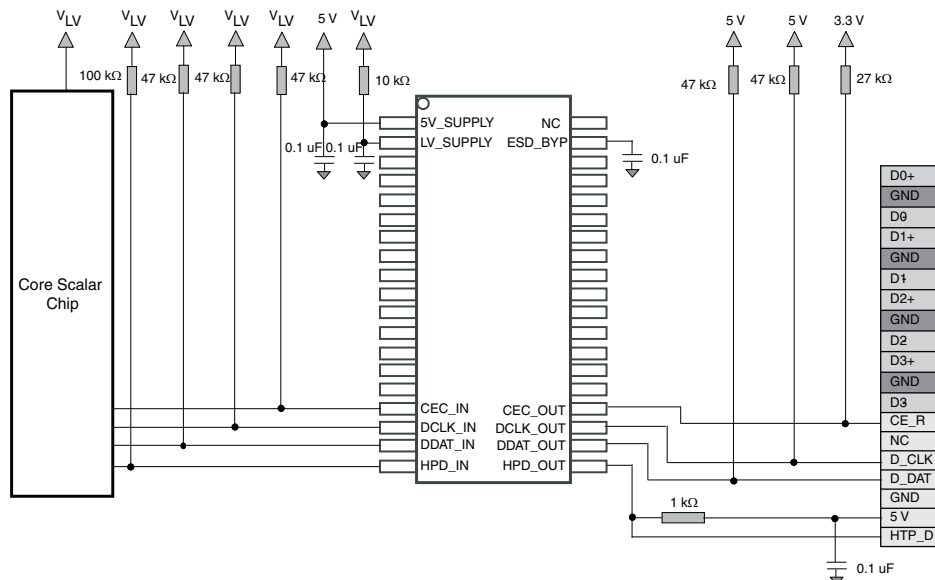 VLV VLV VLV VLV VLV 5 V VLV 5 V 5 V 3.3 V
100 kΩ 47 kΩ 47 kΩ 47 kΩ 10 kΩ 47 kΩ 47 kΩ 27 kΩ
5V_SUPPLY NC
LV_SUPPLY ESD_BYP
0.1 uF 0.1 uF 0.1 uF
Core Scalar
Chip
D0+
GND
D0
D1+
GND
D1
D2+
GND
D2
D3+
GND
D3
CEC_IN CEC_OUT CE_R
DCLK_IN DCLK_OUT NC
DDAT_IN DDAT_OUT D_CLK
HPD_IN HPD_OUT D_DAT
GND
1 kΩ 5 V
HTP_D
0.1 uF